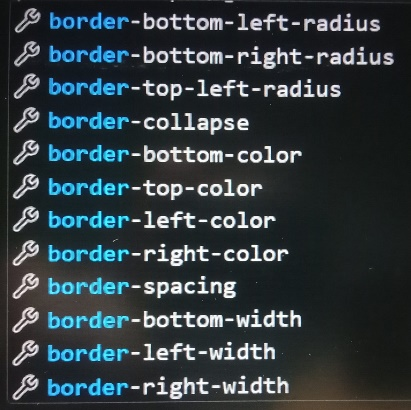 border-bottom-left-radius
border-bottom-right-radius
border-top-left-radius
border-collapse
border-bottom-color
border-top-color
border-left-color
border-right-color
border-spacing
border-bottom-width
border-left-width
border-right-width